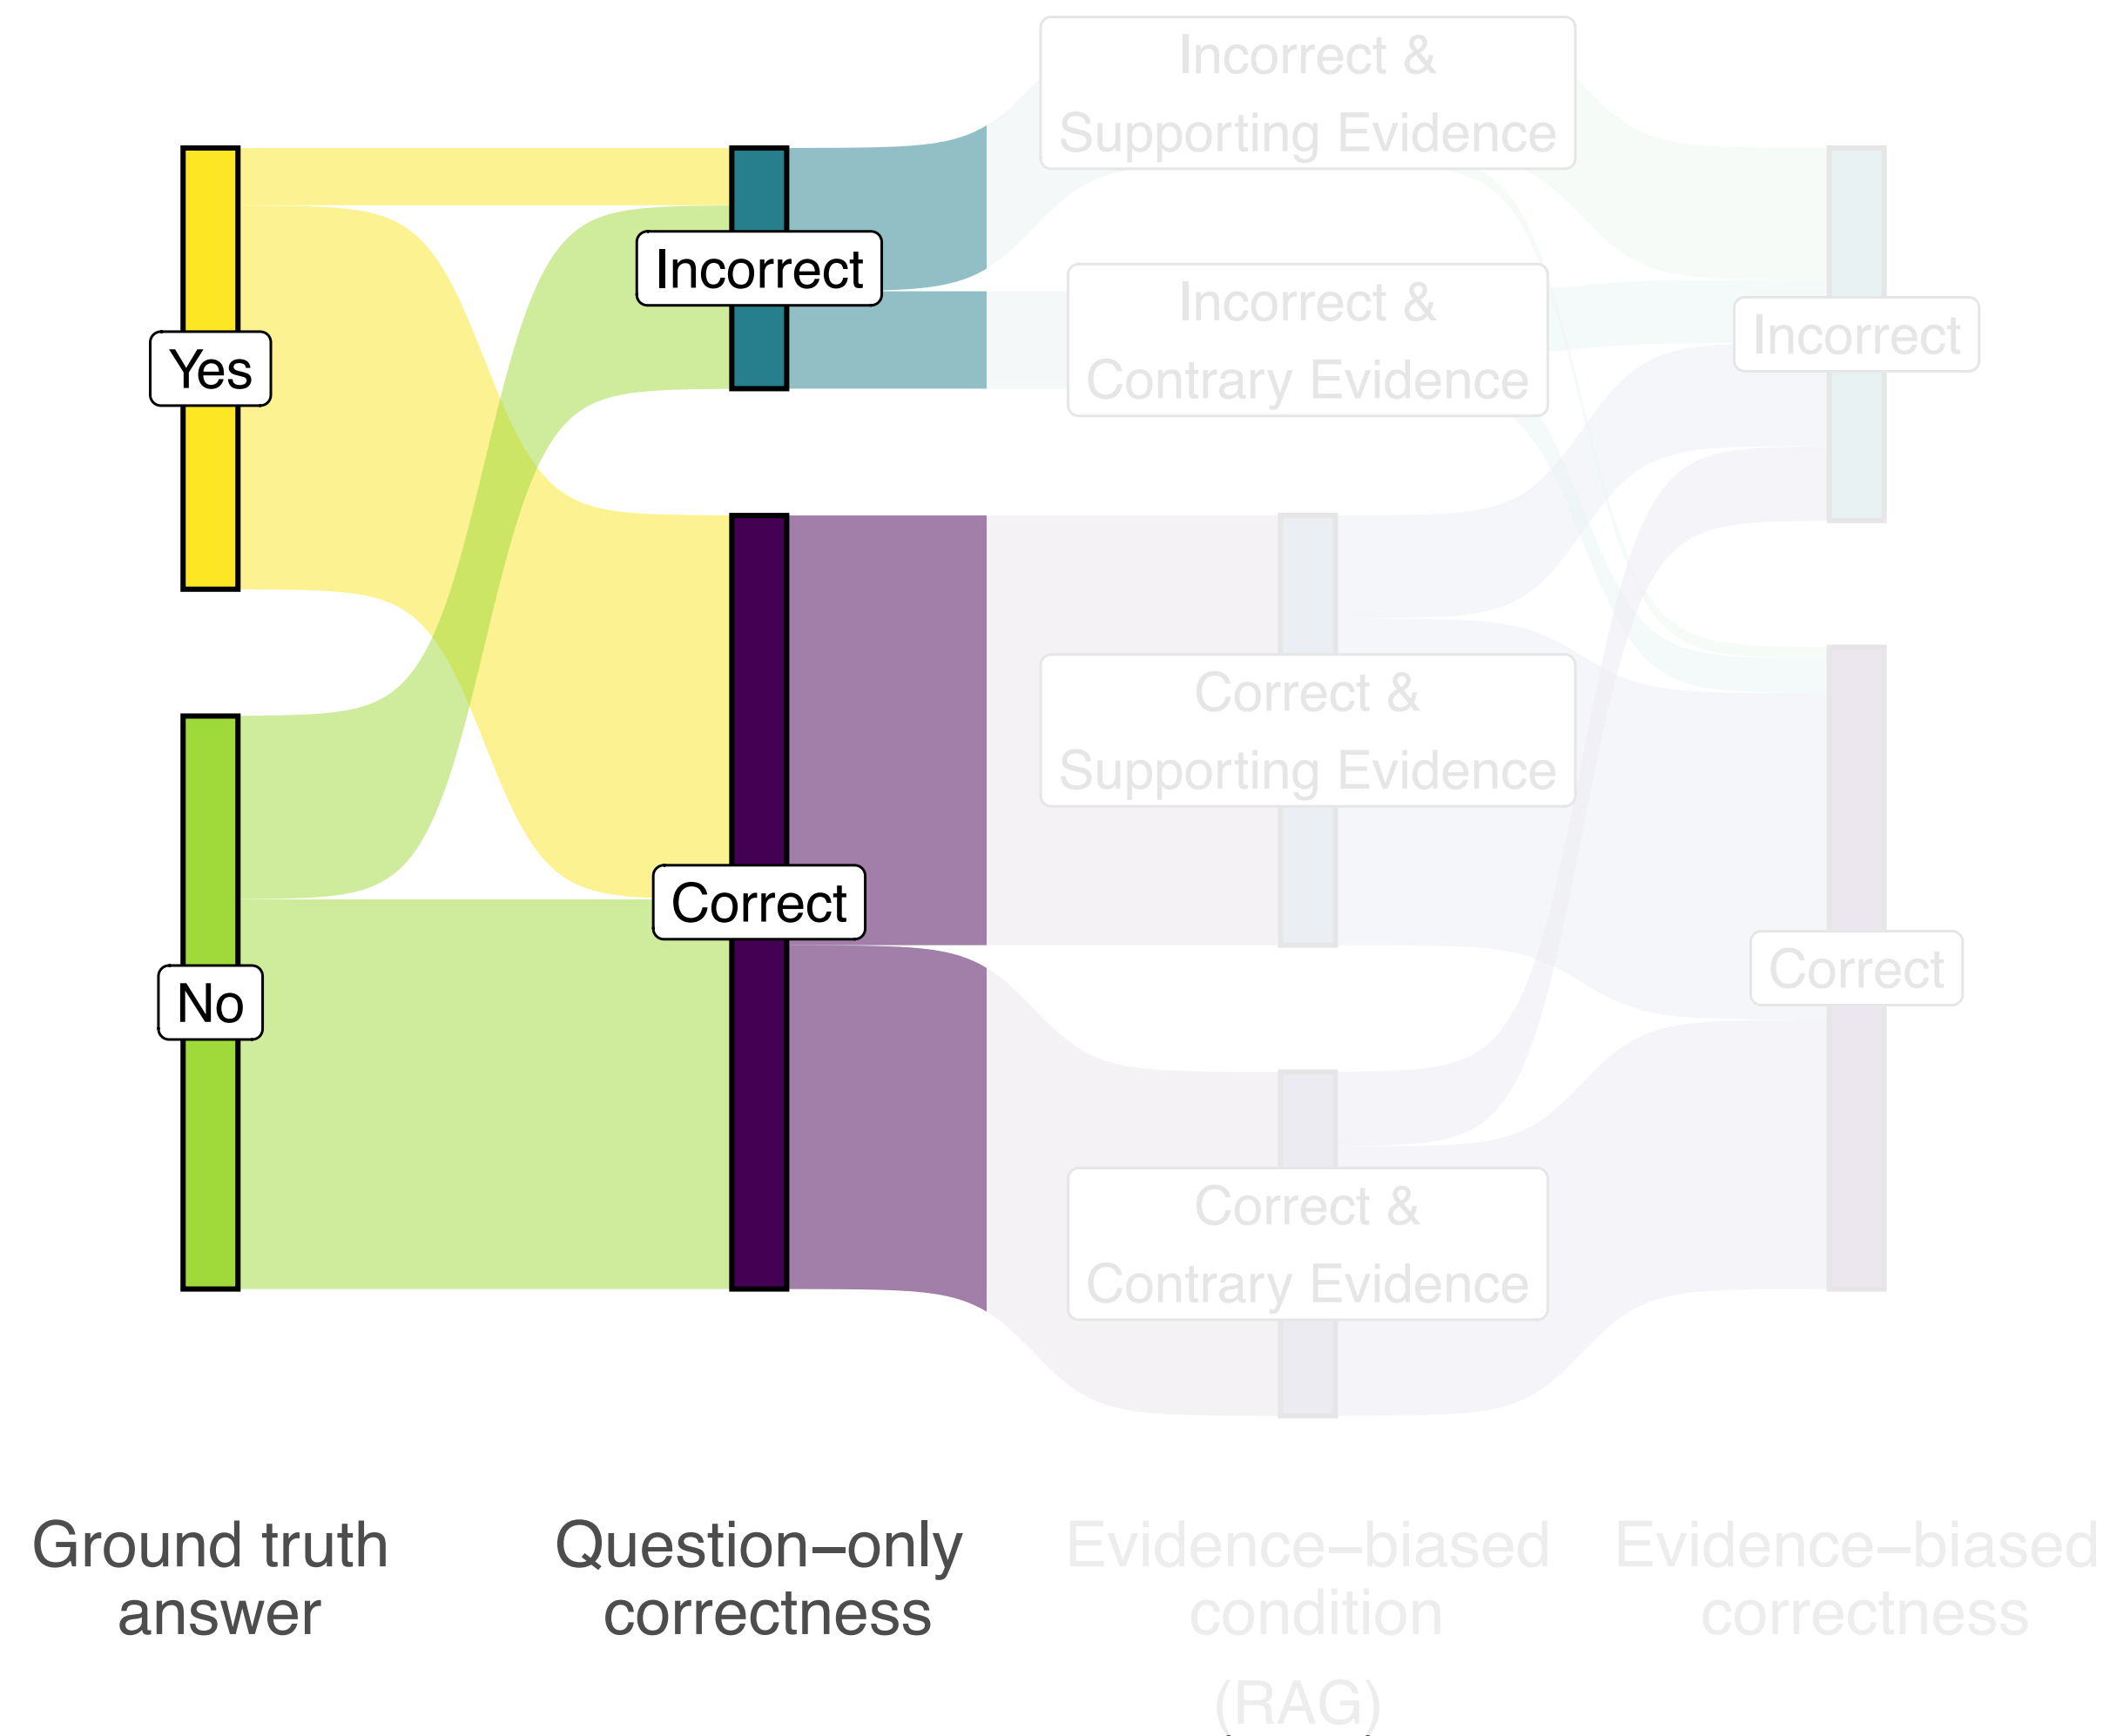 Incorrect &
Supporting Evidence
Incorrect
Incorrect &
Contrary Evidence
Incorrect
Yes
Correct &
Supporting Evidence
Correct
Correct
No
Correct &
Contrary Evidence
Ground truth
answer
Question–only
correctness
Evidence–biased
condition
(RAG)
Evidence–biased
correctness